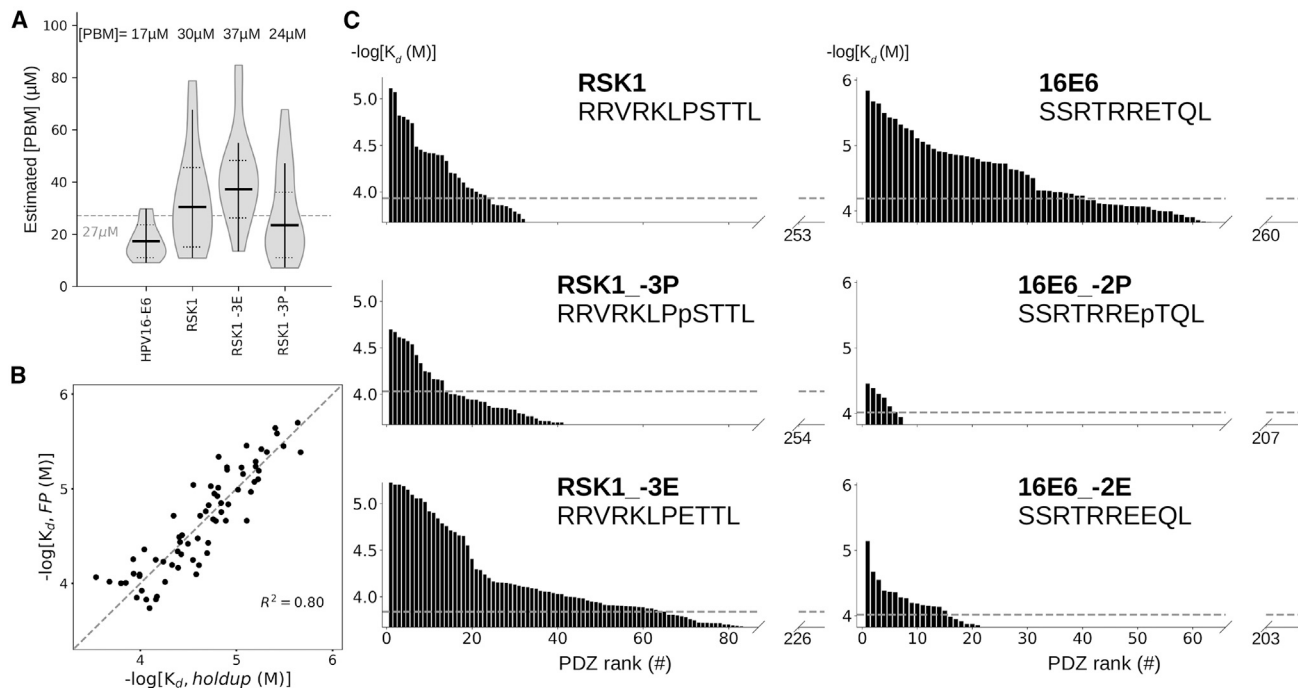 A
[PBM]= 17µM 30µM 37µM 24µM
Estimated [PBM] (µM)
100
80
60
40
20
0
27µM
HPV16-E6
RSK1
RSK1 -3E
RSK1 -3P
B
-log[Kd, FP (M)]
6
5
4
4
5
6
R² = 0.80
-log[Kd, holdup (M)]
C
-log[Kd (M)]
RSK1
RRVRKLPSTTL
5.0
4.5
4.0
253
-log[Kd (M)]
16E6
SSRTRRETQL
6
5
4
260
RSK1_-3P
RRVRKLPpSTTL
5.0
4.5
4.0
254
16E6_-2P
SSRTRREpTQL
6
5
4
207
RSK1_-3E
RRVRKLPETTL
5.0
4.5
4.0
0
20
40
60
80
226
PDZ rank (#)
16E6_-2E
SSRTRREEQL
6
5
4
0
10
20
30
40
50
60
203
PDZ rank (#)